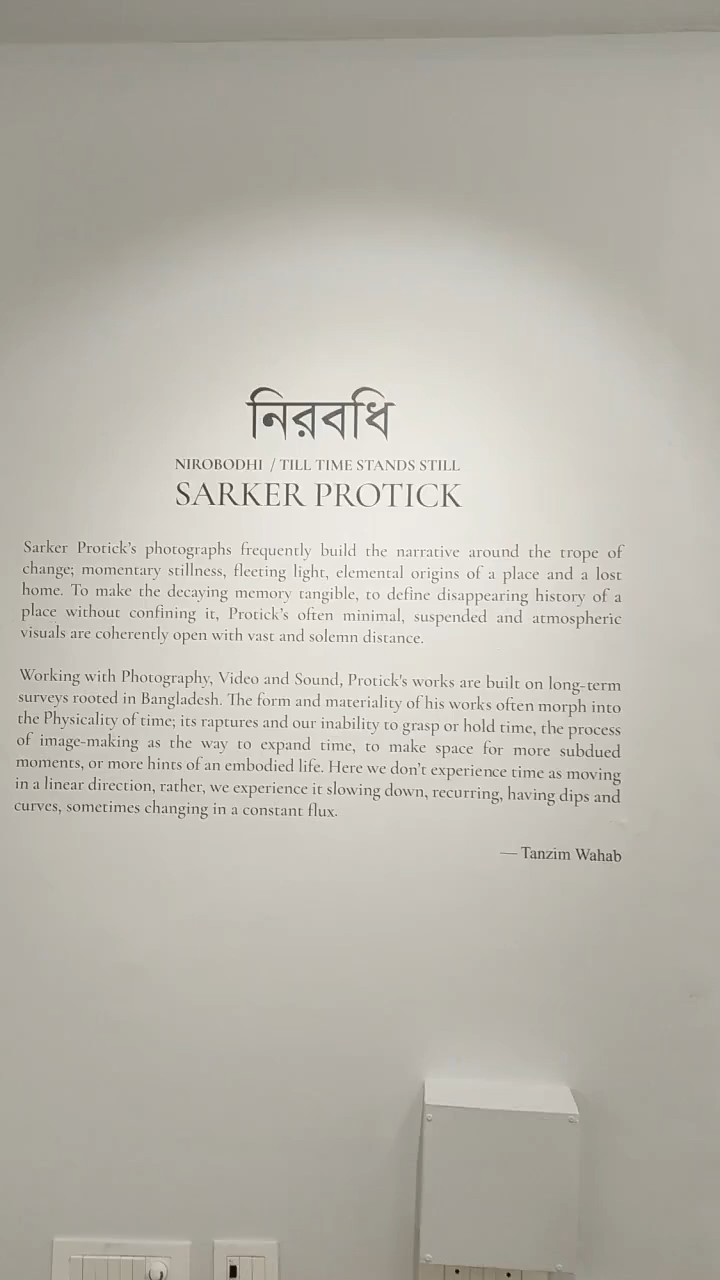 নিরবধি
NIROBODHI / TILL TIME STANDS STILL
SARKER PROTICK
Sarker Protick's photographs frequently build the narrative around the trope of
change; momentary stillness, fleeting light, elemental origins of a place and a lost
home. To make the decaying memory tangible, to define disappearing history of a
place without confining it, Protick's often minimal, suspended and atmospheric
visuals are coherently open with vast and solemn distance.
Working with Photography, Video and Sound, Protick's works are built on long-term
surveys rooted in Bangladesh. The form and materiality of his works often morph into
the Physicality of time; its raptures and our inability to grasp or hold time, the process
of image-making as the way to expand time, to make space for more subdued
moments, or more hints of an embodied life. Here we don't experience time as moving
in a linear direction, rather, we experience it slowing down, recurring, having dips and
curves, sometimes changing in a constant flux.
— Tanzim Wahab